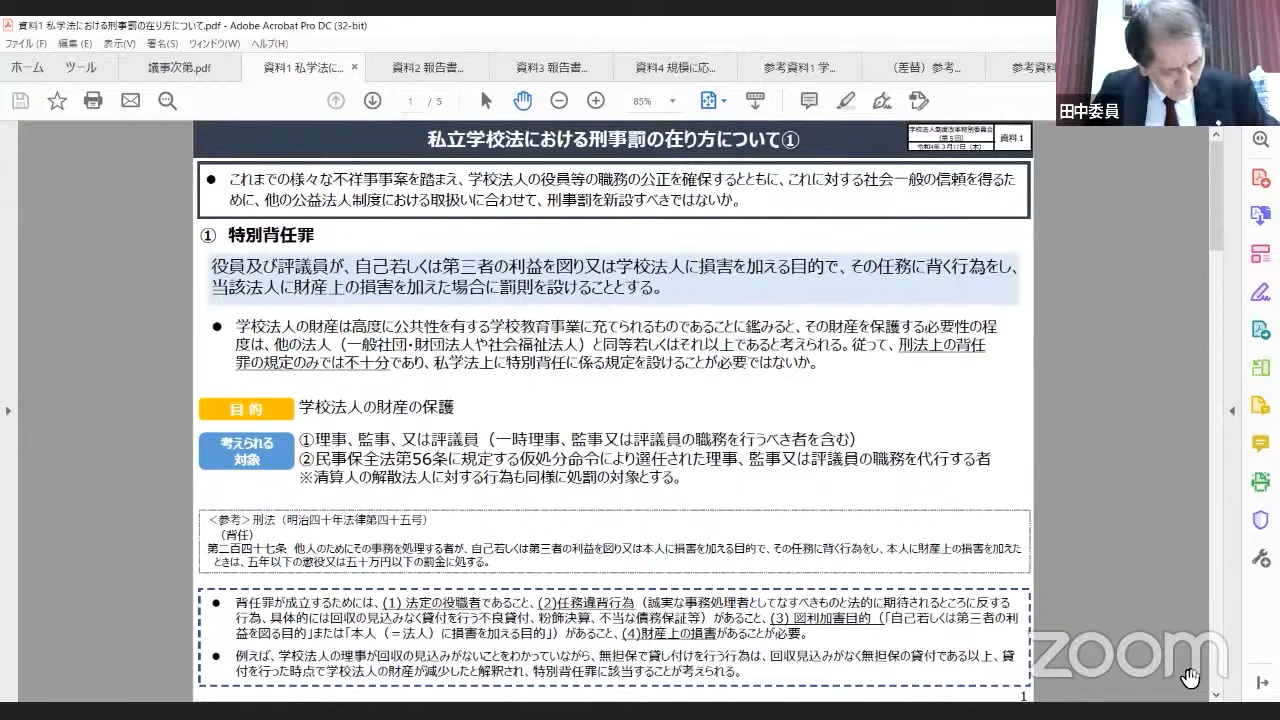 資料1 私学法における刑事罰の在り方について.pdf - Adobe Acrobat Pro DC (32-bit)
ファイル(F) 編集(E) 表示(V) 署名(S) ウィンドウ(W) ヘルプ(H)
ホーム ツール 議事次第.pdf 資料1 私学法に... × 資料2 報告書... 資料3 報告書... 資料4 規模に応... 参考資料1 学... （差替）参考... 参考資料
1 / 5 85%
田中委員
私立学校法における刑事罰の在り方について①
学校法人制度改革特別委員会
（第5回）
令和4年3月17日（木）
資料1
● これまでの様々な不祥事事案を踏まえ、学校法人の役員等の職務の公正を確保するとともに、これに対する社会一般の信頼を得るた
めに、他の公益法人制度における取扱いに合わせて、刑事罰を新設すべきではないか。
① 特別背任罪
役員及び評議員が、自己若しくは第三者の利益を図り又は学校法人に損害を加える目的で、その任務に背く行為をし、
当該法人に財産上の損害を加えた場合に罰則を設けることとする。
● 学校法人の財産は高度に公共性を有する学校教育事業に充てられるものであることに鑑みると、その財産を保護する必要性の程
度は、他の法人（一般社団・財団法人や社会福祉法人）と同等若しくはそれ以上であると考えられる。従って、刑法上の背任
罪の規定のみでは不十分であり、私学法上に特別背任に係る規定を設けることが必要ではないか。
目的 学校法人の財産の保護
考えられる
対象
①理事、監事、又は評議員（一時理事、監事又は評議員の職務を行うべき者を含む）
②民事保全法第56条に規定する仮処分命令により選任された理事、監事又は評議員の職務を代行する者
※清算人の解散法人に対する行為も同様に処罰の対象とする。
＜参考＞刑法（明治四十年法律第四十五号）
（背任）
第二百四十七条 他人のためにその事務を処理する者が、自己若しくは第三者の利益を図り又は本人に損害を加える目的で、その任務に背く行為をし、本人に財産上の損害を加えた
ときは、五年以下の懲役又は五十万円以下の罰金に処する。
● 背任罪が成立するためには、(1) 法定の役職者であること、(2)任務違背行為（誠実な事務処理者としてなすべきものと法的に期待されるところに反する
行為、具体的には回収の見込みなく貸付を行う不良貸付、粉飾決算、不当な債務保証等）があること、(3) 図利加害目的（「自己若しくは第三者の利
益を図る目的」または「本人（＝法人）に損害を加える目的」）があること、(4)財産上の損害があることが必要。
● 例えば、学校法人の理事が回収の見込みがないことをわかっていながら、無担保で貸し付けを行う行為は、回収見込みがなく無担保の貸付である以上、貸
付を行った時点で学校法人の財産が減少したと解釈され、特別背任罪に該当することが考えられる。
1
zoom